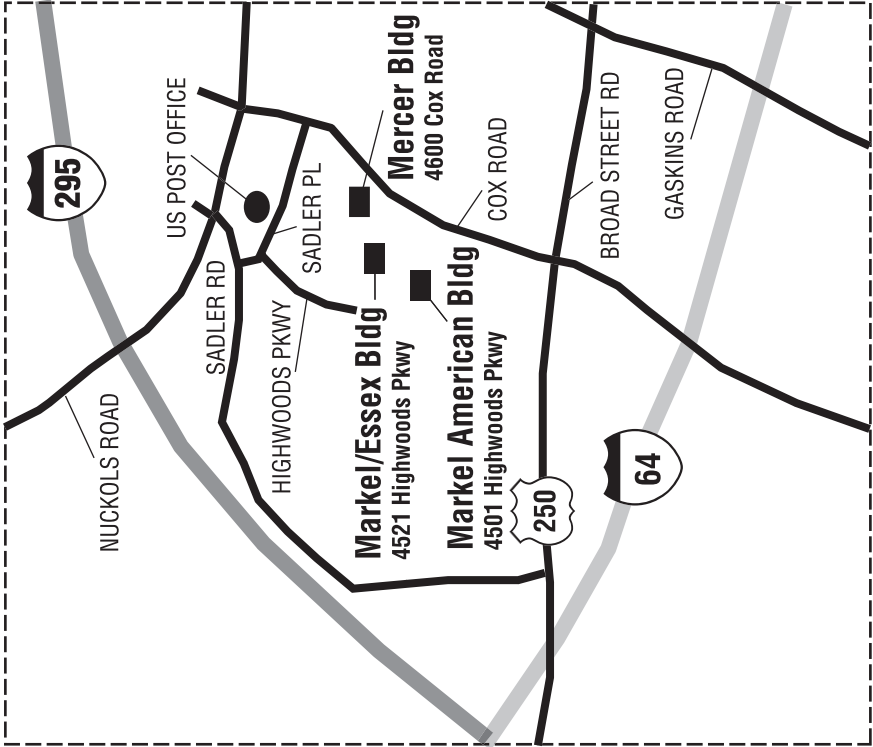 295
NUCKOLS ROAD
US POST OFFICE
SADLER RD
HIGHWOODS PKWY
SADLER PL
Markel/Essex Bldg
4521 Highwoods Pkwy
Mercer Bldg
4600 Cox Road
Markel American Bldg
4501 Highwoods Pkwy
COX ROAD
250
BROAD STREET RD
64
GASKINS ROAD